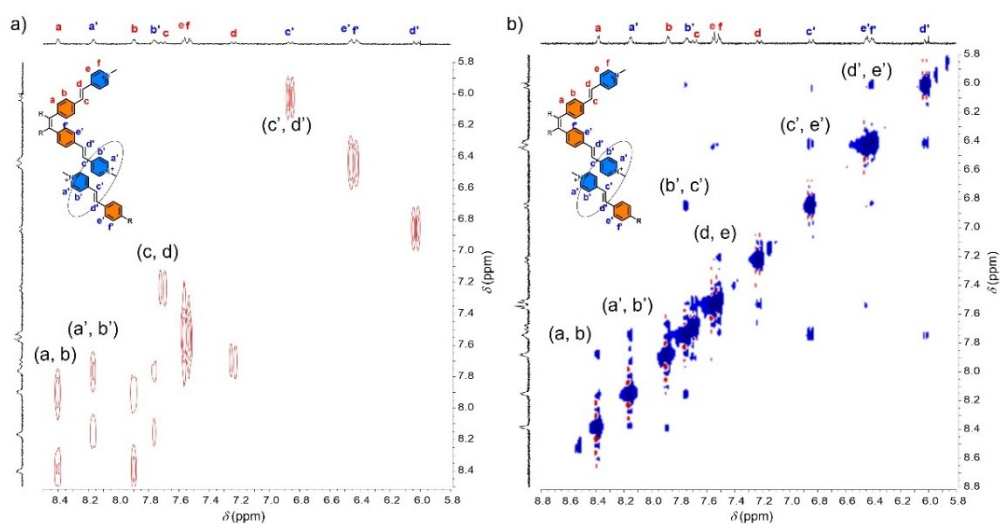 a)
a a' b b' c e f d c' e' f' d'
5.8
6.0
6.2
6.4
6.6
6.8
7.0
7.2
7.4
7.6
7.8
8.0
8.2
8.4
δ (ppm)
f
e
d
b
c
a
R
R
f'
e'
d'
b'
a'
c'
N
+
N
+
a'
c'
b'
d'
e'
R
f'
(c', d')
(c, d)
(a', b')
(a, b)
8.4 8.2 8.0 7.8 7.6 7.4 7.2 7.0 6.8 6.6 6.4 6.2 6.0 5.8
δ (ppm)
b)
a a' b b' c e f d c' e' f' d'
5.8
6.0
6.2
6.4
6.6
6.8
7.0
7.2
7.4
7.6
7.8
8.0
8.2
8.4
8.6
8.8
δ (ppm)
f
e
d
b
c
a
R
R
f'
e'
d'
b'
a'
c'
N
+
N
+
a'
c'
b'
d'
e'
R
f'
(d', e')
(c', e')
(b', c')
(d, e)
(a', b')
(a, b)
8.8 8.6 8.4 8.2 8.0 7.8 7.6 7.4 7.2 7.0 6.8 6.6 6.4 6.2 6.0 5.8
δ (ppm)